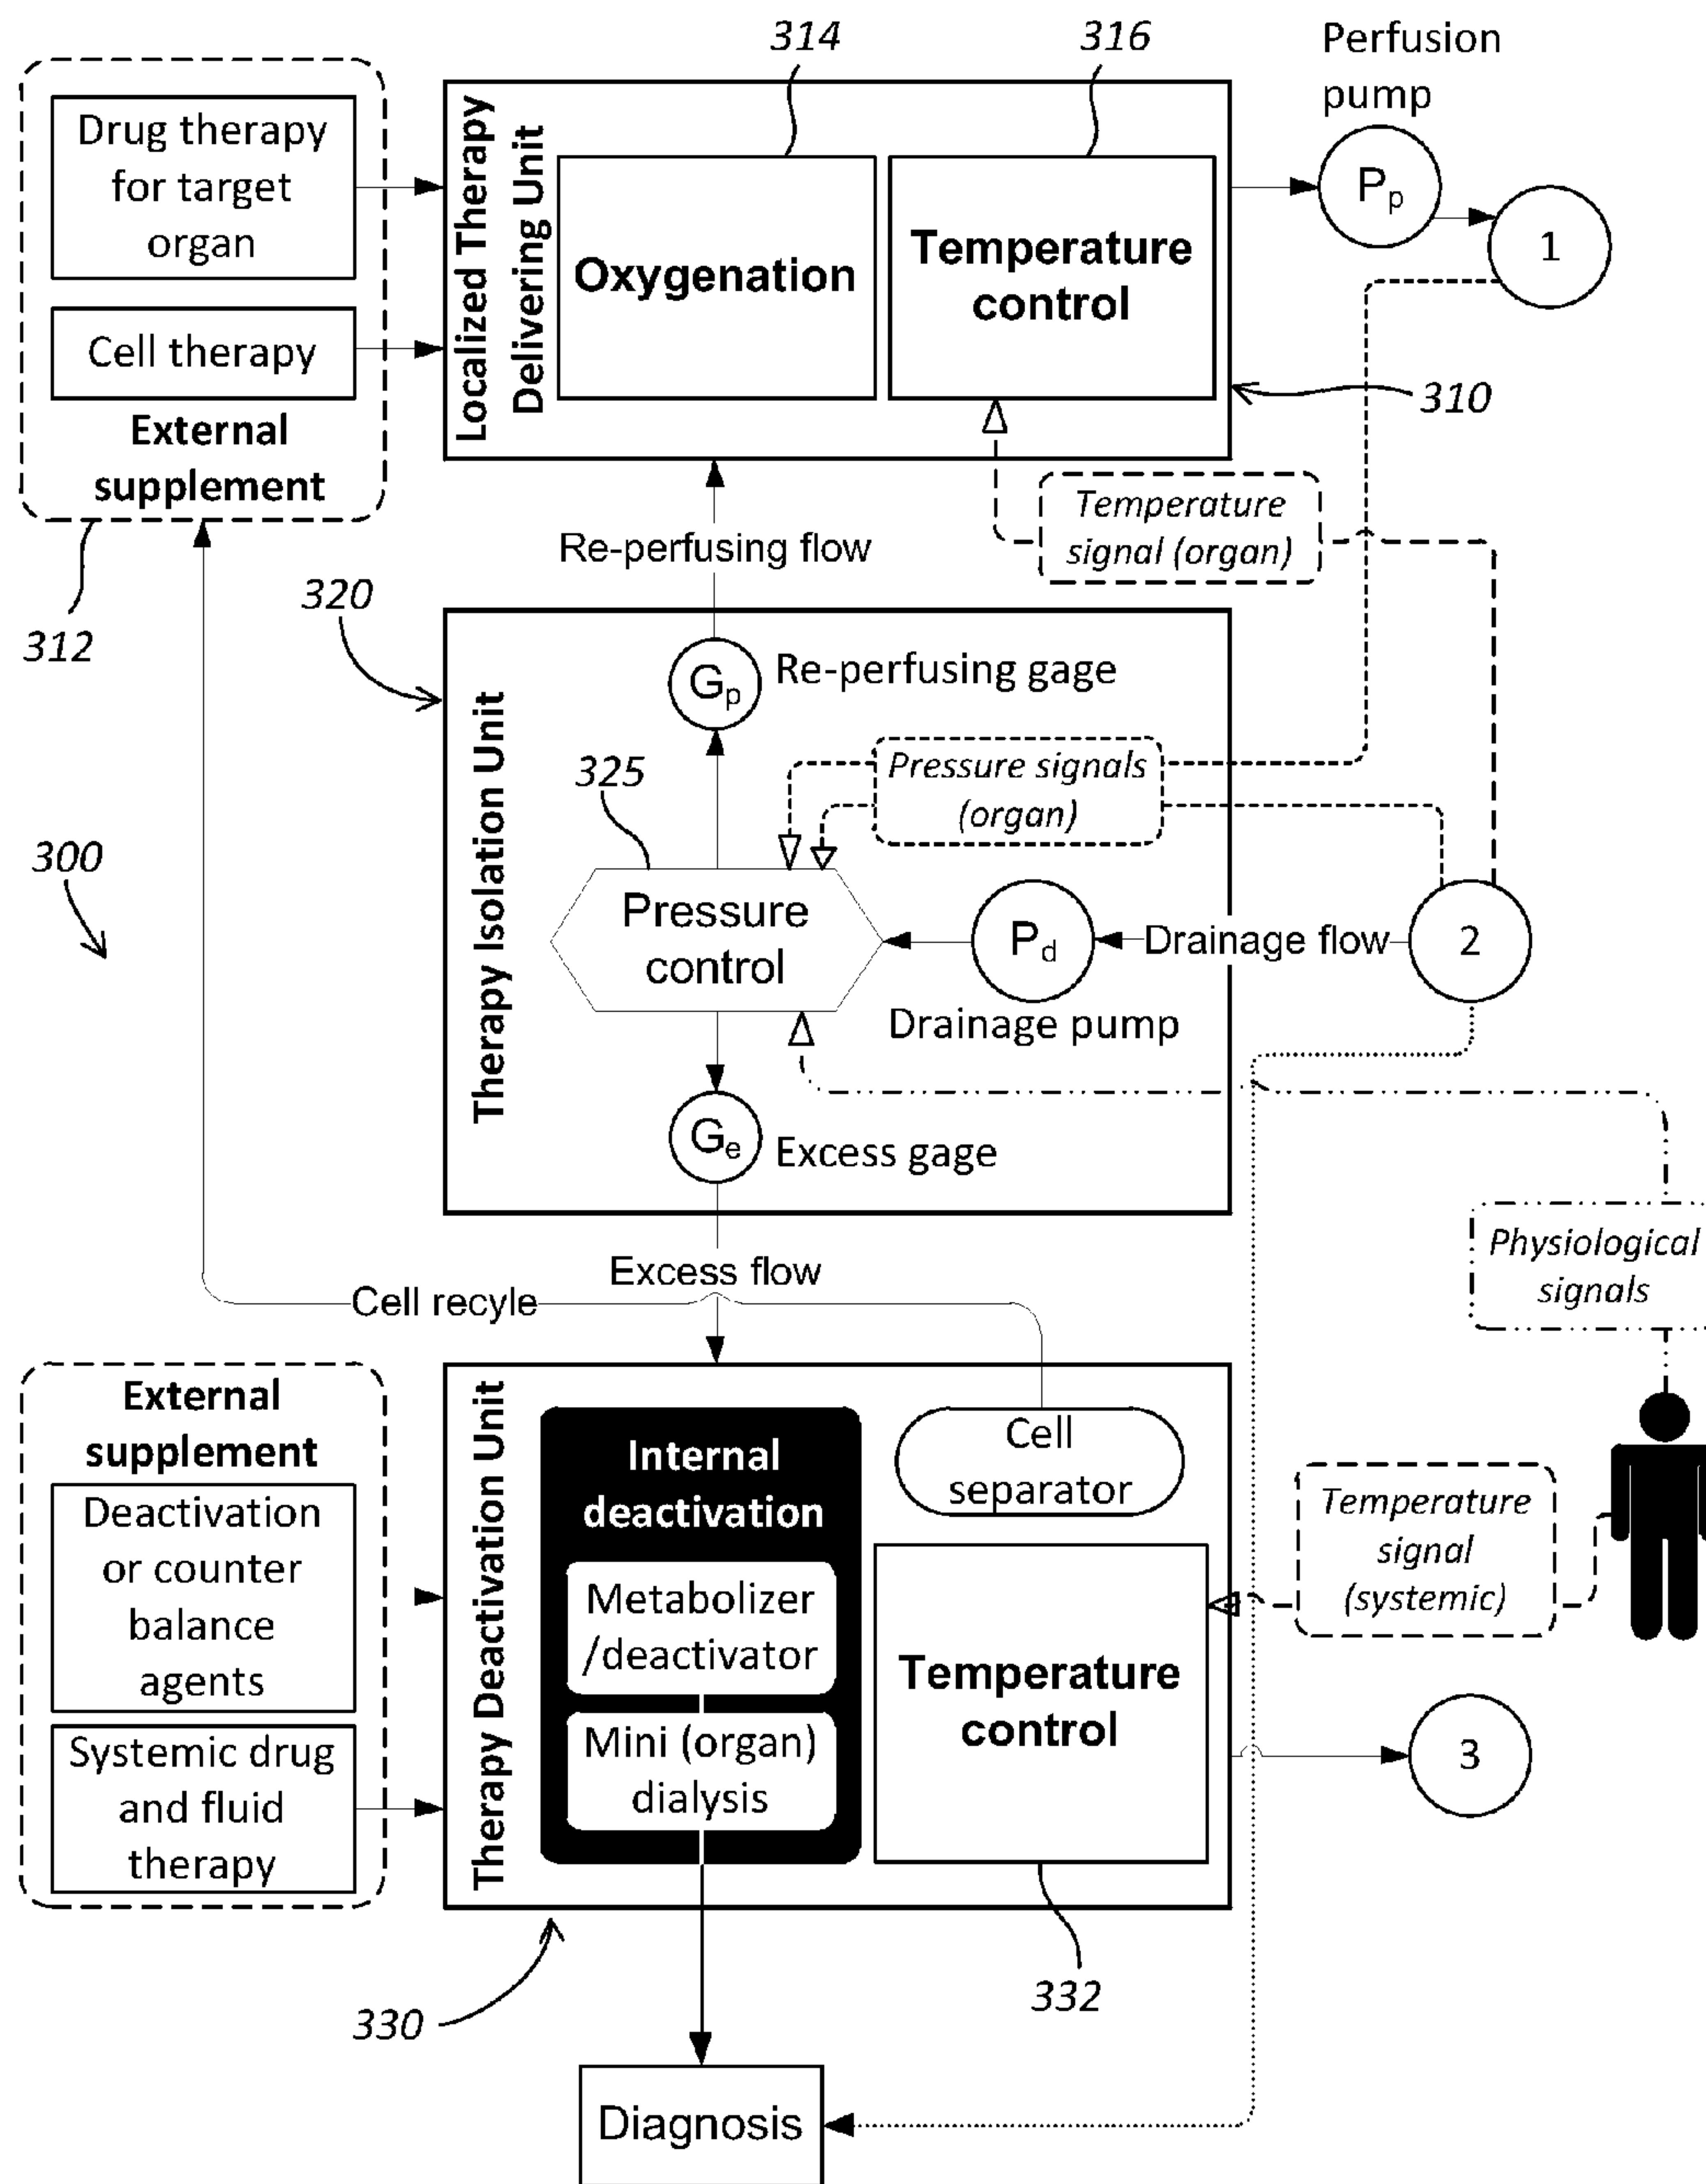 314
316
Perfusion
pump
Drug therapy
for target
organ
Cell therapy
External
supplement
312
Localized Therapy
Delivering Unit
Oxygenation
Temperature
control
Pp
1
310
Temperature
signal (organ)
Re-perfusing flow
320
Therapy Isolation Unit
Gp
Re-perfusing gage
325
Pressure signals
(organ)
300
Pressure
control
Pd
Drainage flow
2
Drainage pump
Ge
Excess gage
Physiological
signals
Excess flow
Cell recyle
External
supplement
Deactivation
or counter
balance
agents
Systemic drug
and fluid
therapy
Therapy Deactivation Unit
Internal
deactivation
Metabolizer
/deactivator
Mini (organ)
dialysis
Cell
separator
Temperature
control
Temperature
signal
(systemic)
3
330
332
Diagnosis